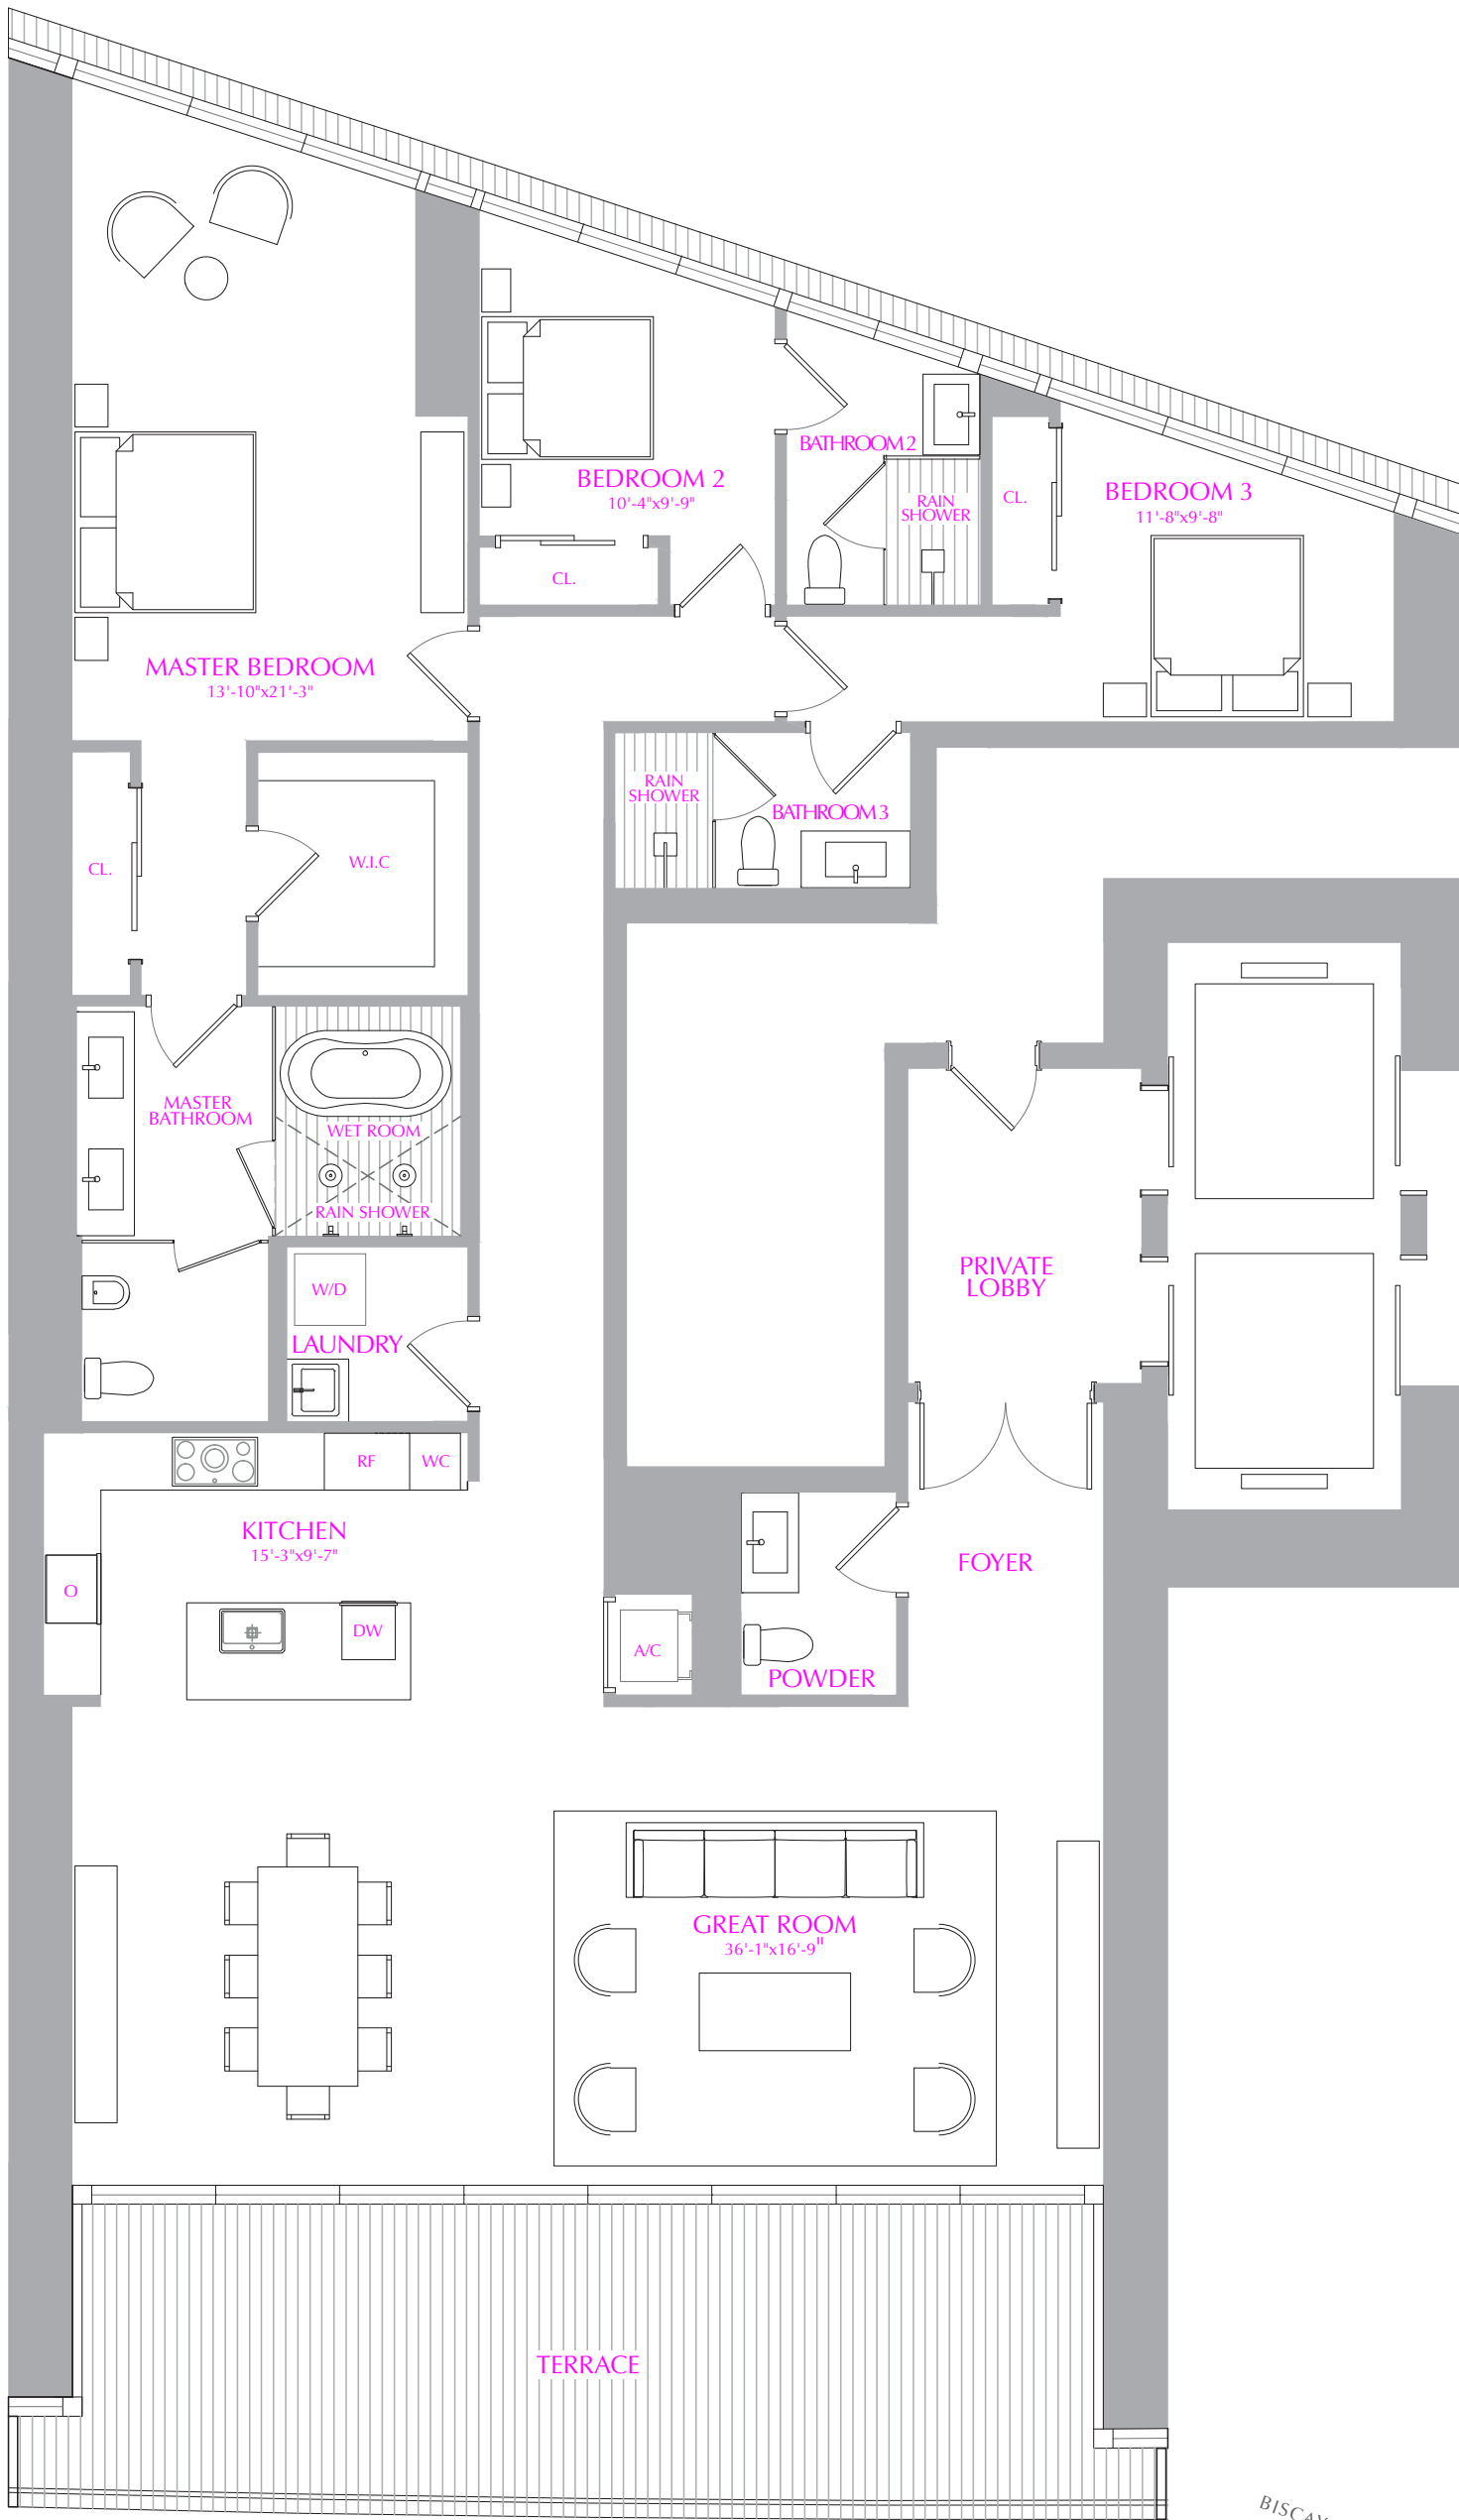 BATHROOM 2
BEDROOM 2
10'-4"x9'-9"
RAIN
SHOWER
CL.
BEDROOM 3
11'-8"x9'-8"
CL.
MASTER BEDROOM
13'-10"x21'-3"
RAIN
SHOWER
BATHROOM 3
CL.
W.I.C
MASTER
BATHROOM
WET ROOM
RAIN SHOWER
PRIVATE
LOBBY
W/D
LAUNDRY
RF
WC
KITCHEN
15'-3"x9'-7"
FOYER
O
DW
A/C
POWDER
GREAT ROOM
36'-1"x16'-9"
TERRACE